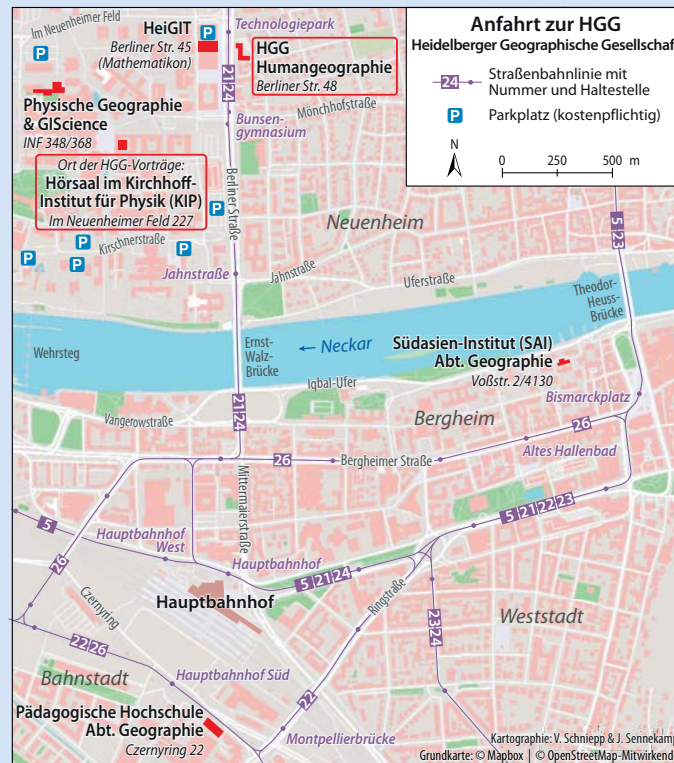 Anfahrt zur HGG
Heidelberger Geographische Gesellschaf
24
Straßenbahnlinie mit
Nummer und Haltestelle
P
Parkplatz (kostenpflichtig)
N
0 250 500 m
Im Neuenheimer Feld
P
HeiGIT
Berliner Str. 45
(Mathematikon)
P
Technologiepark
21|24
HGG
Humangeographie
Berliner Str. 48
Mönchhofstraße
Bunsen-
gymnasium
Physische Geographie
& GIScience
INF 348/368
Ort der HGG-Vorträge:
Hörsaal im Kirchhoff-
Institut für Physik (KIP)
Im Neuenheimer Feld 227
P
Berliner Straße
Neuenheim
5|23
P
P
P
P
Kirschnerstraße
Jahnstraße
Jahnstraße
Uferstraße
Theodor-
Heuss-
Brücke
Wehrsteg
Ernst-
Walz-
Brücke
← Neckar
Südasien-Institut (SAI)
Abt. Geographie
Voßstr. 2/4130
Iqbal-Ufer
Bismarckplatz
Vangerowstraße
21|24
Bergheim
26
Altes Hallenbad
26
Bergheimer Straße
Mittermaierstraße
5
Hauptbahnhof
West
26
5|21|22|23
Hauptbahnhof
5|21|24
Hauptbahnhof
Czernyring
Ringstraße
23|24
Weststadt
22|26
Bahnstadt
Hauptbahnhof Süd
22
Pädagogische Hochschule
Abt. Geographie
Czernyring 22
Montpellierbrücke
Kartographie: V. Schniepp & J. Sennekamp
Grundkarte: © Mapbox | © OpenStreetMap-Mitwirkende